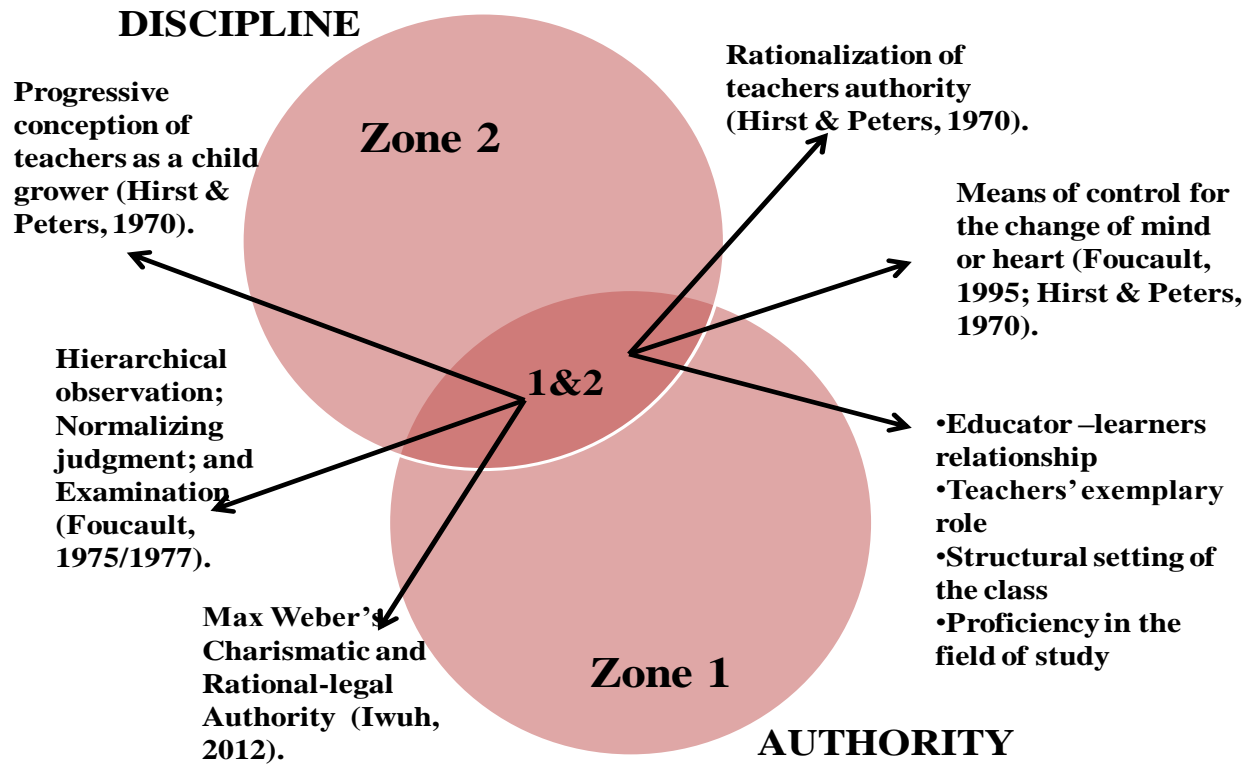 DISCIPLINE
Progressive
conception of
teachers as a child
grower (Hirst &
Peters, 1970).
Zone 2
Rationalization of
teachers authority
(Hirst & Peters, 1970).
Means of control for
the change of mind
or heart (Foucault,
1995; Hirst & Peters,
1970).
1&2
Hierarchical
observation;
Normalizing
judgment; and
Examination
(Foucault,
1975/1977).
•Educator –learners
relationship
•Teachers’ exemplary
role
•Structural setting of
the class
•Proficiency in the
field of study
Max Weber’s
Charismatic and
Rational-legal
Authority (Iwuh,
2012).
Zone 1
AUTHORITY